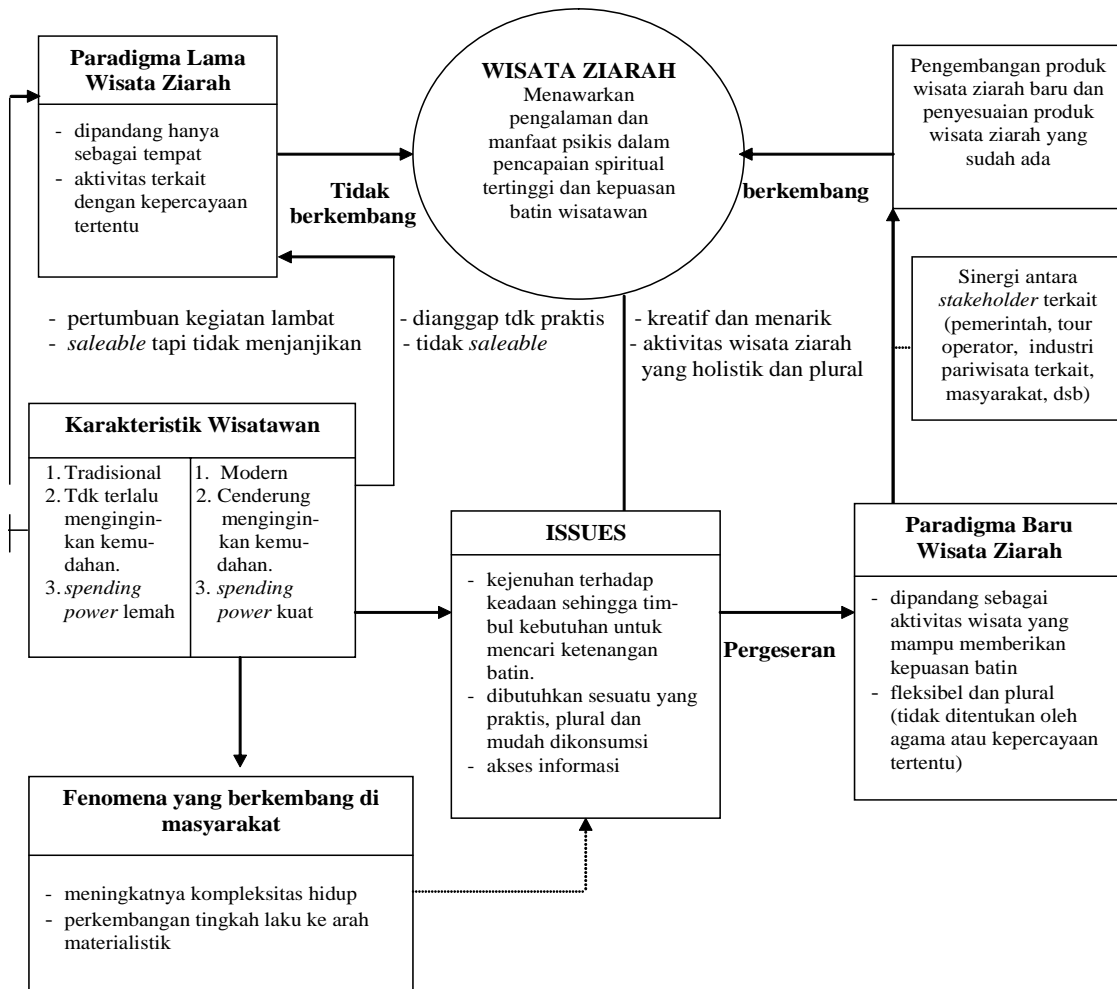 Paradigma Lama
Wisata Ziarah
- dipandang hanya
sebagai tempat
- aktivitas terkait
dengan kepercayaan
tertentu
Tidak
berkembang
WISATA ZIARAH
Menawarkan
pengalaman dan
manfaat psikis dalam
pencapaian spiritual
tertinggi dan kepuasan
batin wisatawan
berkembang
Pengembangan produk
wisata ziarah baru dan
penyesuaian produk
wisata ziarah yang
sudah ada
Sinergi antara
stakeholder terkait
(pemerintah, tour
operator, industri
pariwisata terkait,
masyarakat, dsb)
- pertumbuan kegiatan lambat
- saleable tapi tidak menjanjikan
- dianggap tdk praktis
- tidak saleable
- kreatif dan menarik
- aktivitas wisata ziarah
yang holistik dan plural
Karakteristik Wisatawan
1. Tradisional
2. Tdk terlalu
mengingin-
kan kemu-
dahan.
3. spending
power lemah
1. Modern
2. Cenderung
mengingin-
kan kemu-
dahan.
3. spending
power kuat
ISSUES
- kejenuhan terhadap
keadaan sehingga tim-
bul kebutuhan untuk
mencari ketenangan
batin.
- dibutuhkan sesuatu yang
praktis, plural dan
mudah dikonsumsi
- akses informasi
Pergeseran
Paradigma Baru
Wisata Ziarah
- dipandang sebagai
aktivitas wisata yang
mampu memberikan
kepuasan batin
- fleksibel dan plural
(tidak ditentukan oleh
agama atau kepercayaan
tertentu)
Fenomena yang berkembang di
masyarakat
- meningkatnya kompleksitas hidup
- perkembangan tingkah laku ke arah
materialistik